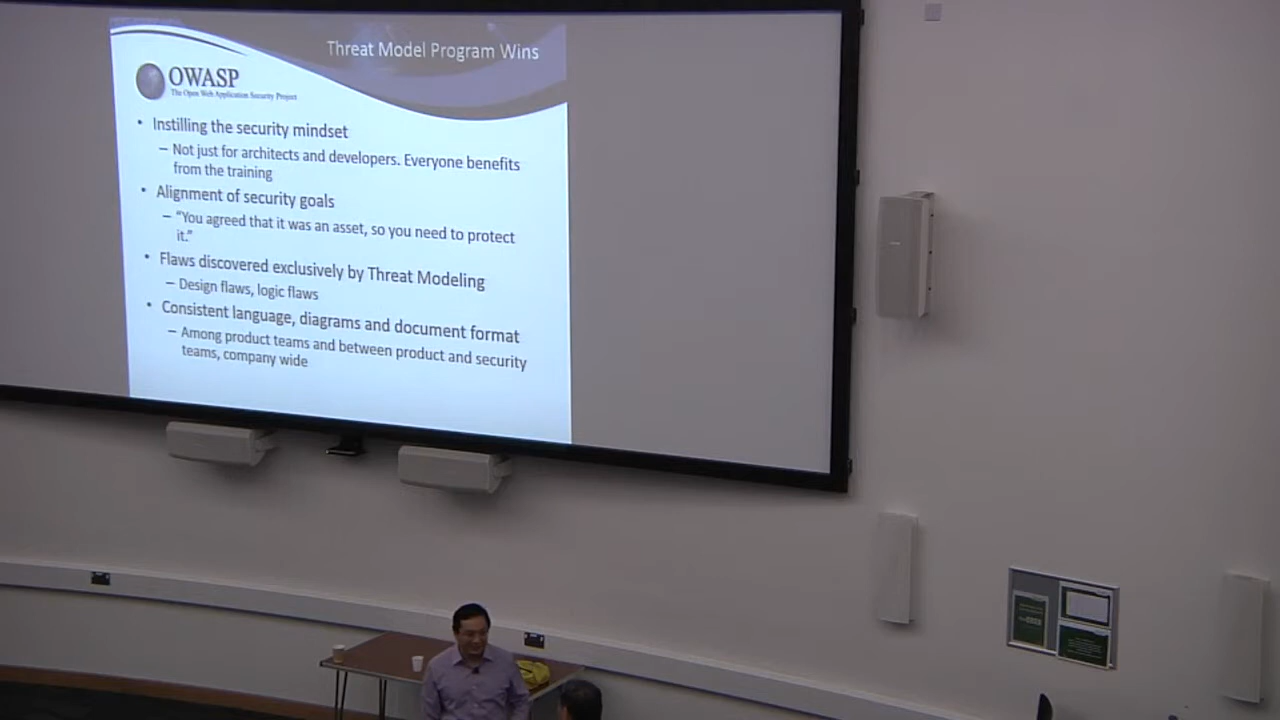 Threat Model Program Wins
OWASP
The Open Web Application Security Project
• Instilling the security mindset
– Not just for architects and developers. Everyone benefits
from the training
• Alignment of security goals
– “You agreed that it was an asset, so you need to protect
it.”
• Flaws discovered exclusively by Threat Modeling
– Design flaws, logic flaws
• Consistent language, diagrams and document format
– Among product teams and between product and security
teams, company wide